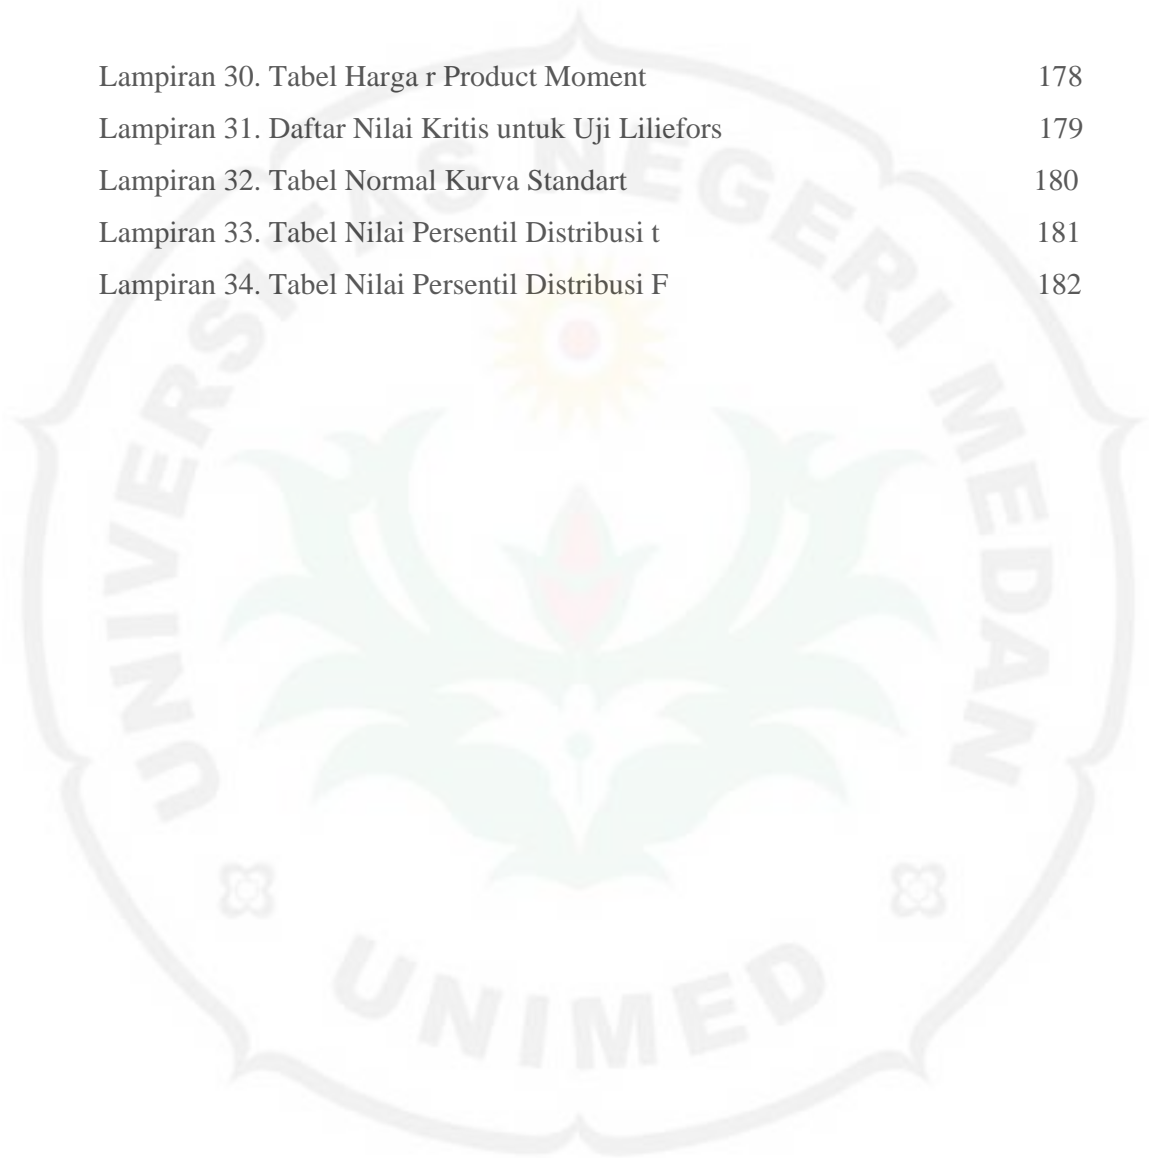 Lampiran 30. Tabel Harga r Product Moment 178
Lampiran 31. Daftar Nilai Kritis untuk Uji Liliefors 179
Lampiran 32. Tabel Normal Kurva Standart 180
Lampiran 33. Tabel Nilai Persentil Distribusi t 181
Lampiran 34. Tabel Nilai Persentil Distribusi F 182
UNIVERSITAS NEGERI MEDAN
UNIMED